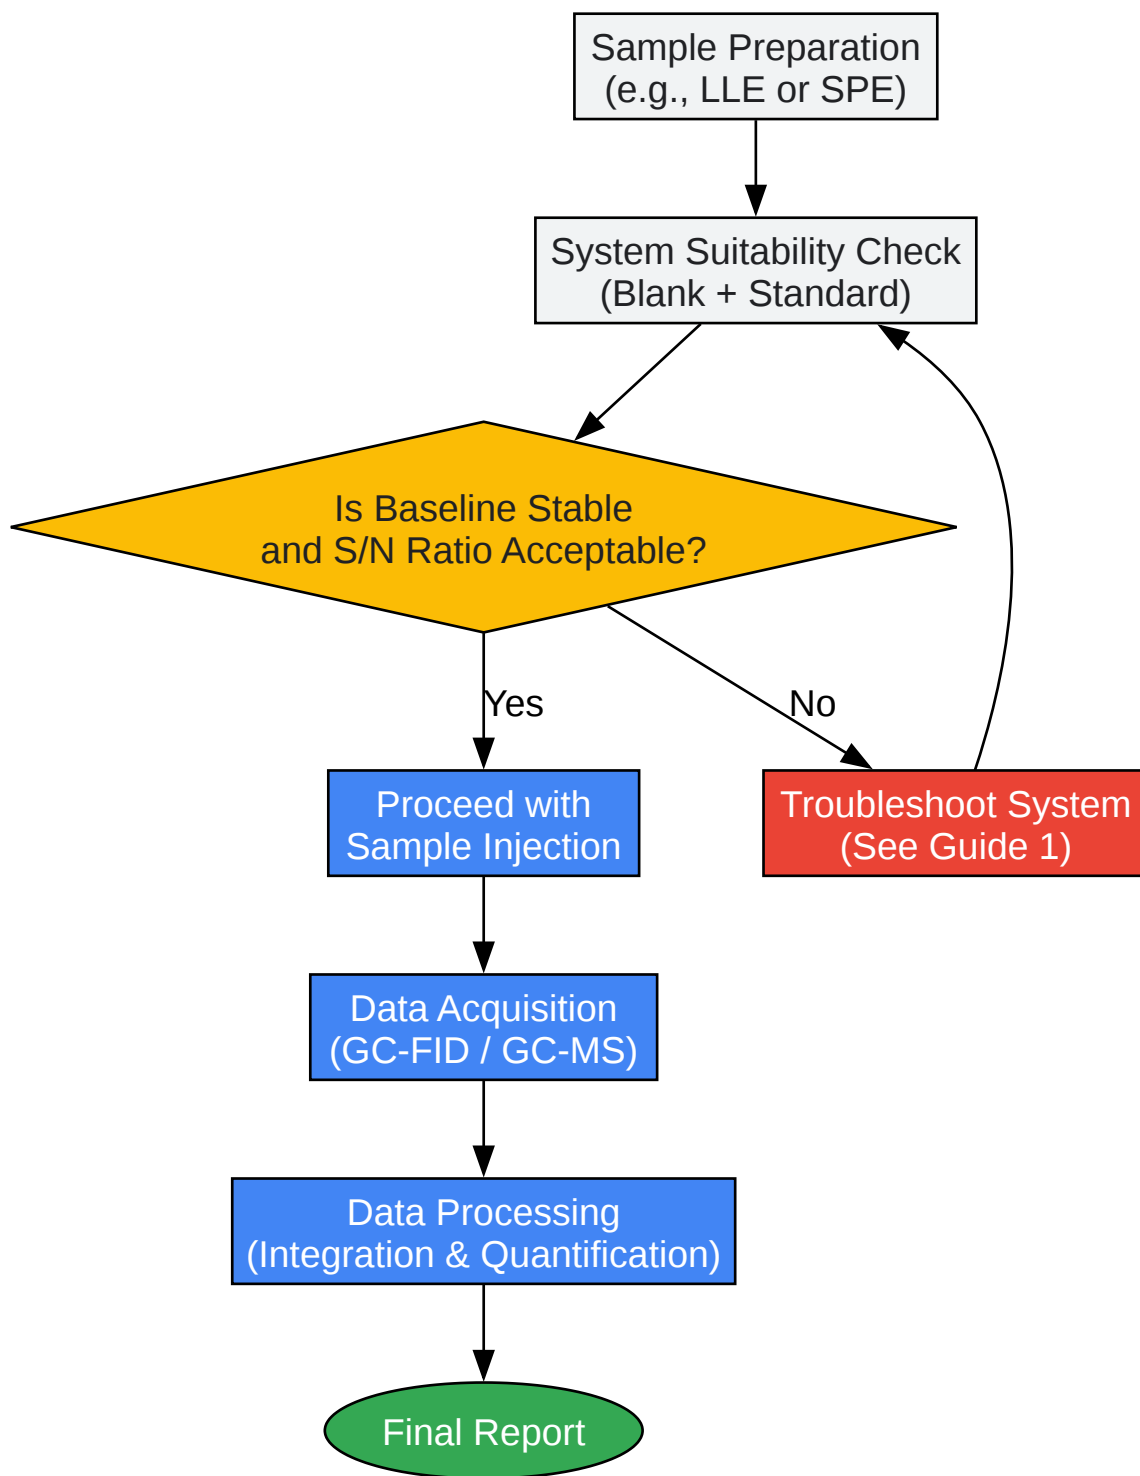 Sample Preparation
(e.g., LLE or SPE)
System Suitability Check
(Blank + Standard)
Is Baseline Stable
and S/N Ratio Acceptable?
Yes
No
Proceed with
Sample Injection
Troubleshoot System
(See Guide 1)
Data Acquisition
(GC-FID / GC-MS)
Data Processing
(Integration & Quantification)
Final Report